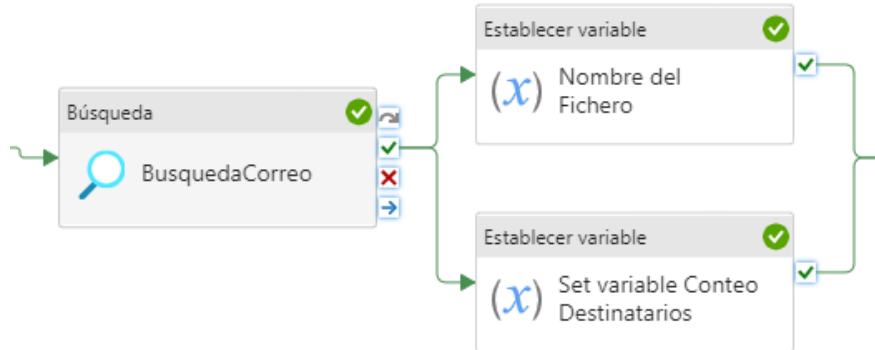 Búsqueda
BusquedaCorreo
Establecer variable
(x) Nombre del
Fichero
Establecer variable
(x) Set variable Conteo
Destinatarios